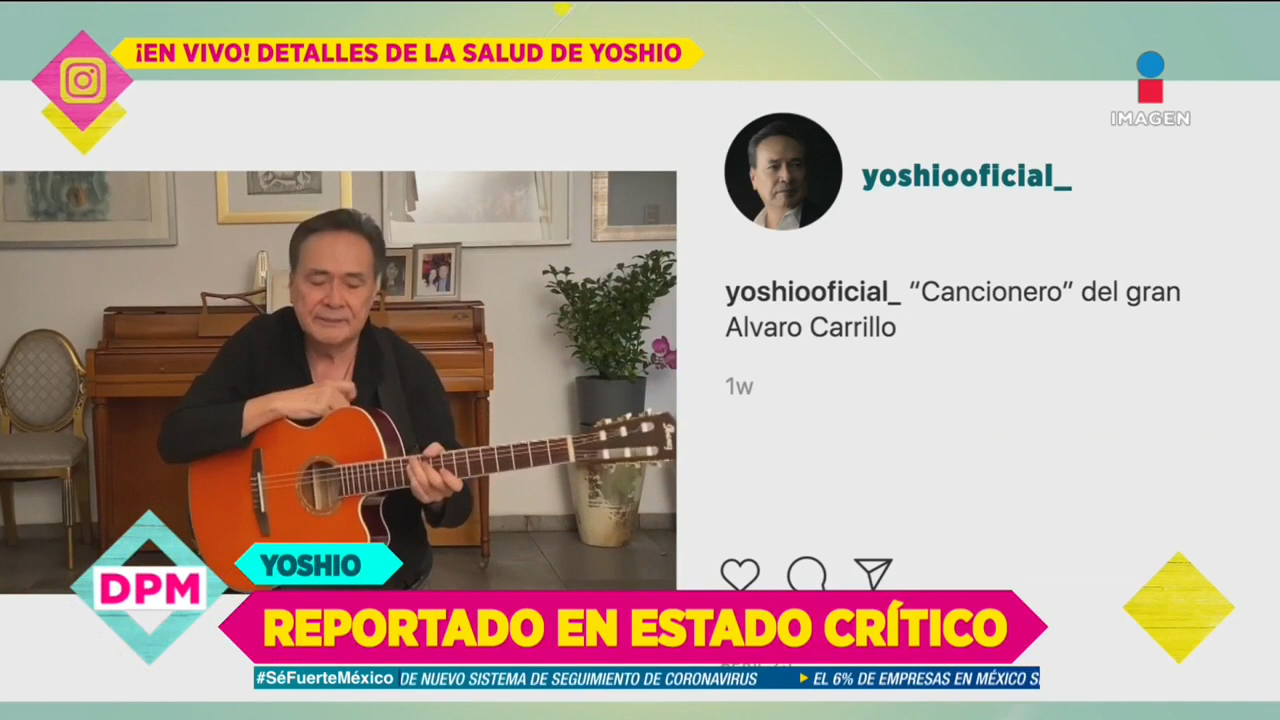 ¡EN VIVO! DETALLES DE LA SALUD DE YOSHIO
IMAGEN
yoshiooficial_
yoshiooficial_ “Cancionero” del gran
Alvaro Carrillo
1w
YOSHIO
DPM
REPORTADO EN ESTADO CRÍTICO
#SéFuerteMéxico DE NUEVO SISTEMA DE SEGUIMIENTO DE CORONAVIRUS EL 6% DE EMPRESAS EN MÉXICO S